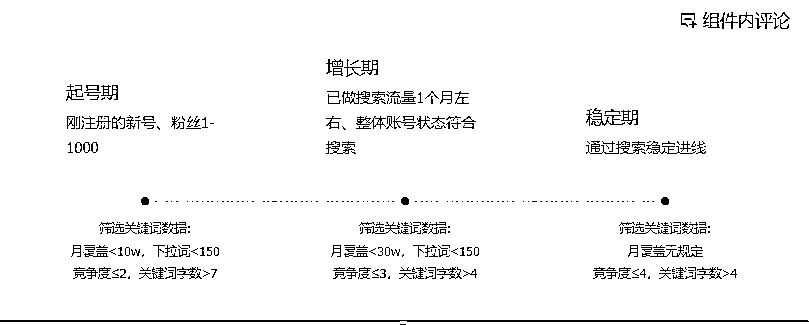 组件内评论
起号期
刚注册的新号、粉丝1-
1000
增长期
已做搜索流量1个月左
右、整体账号状态符合
搜索
稳定期
通过搜索稳定进线
筛选关键词数据:
月覆盖<10w，下拉词<150
竞争度≤2，关键词字数>7
筛选关键词数据:
月覆盖<30w，下拉词<150
竞争度≤3，关键词字数>4
筛选关键词数据:
月覆盖无规定
竞争度≤4，关键词字数>4